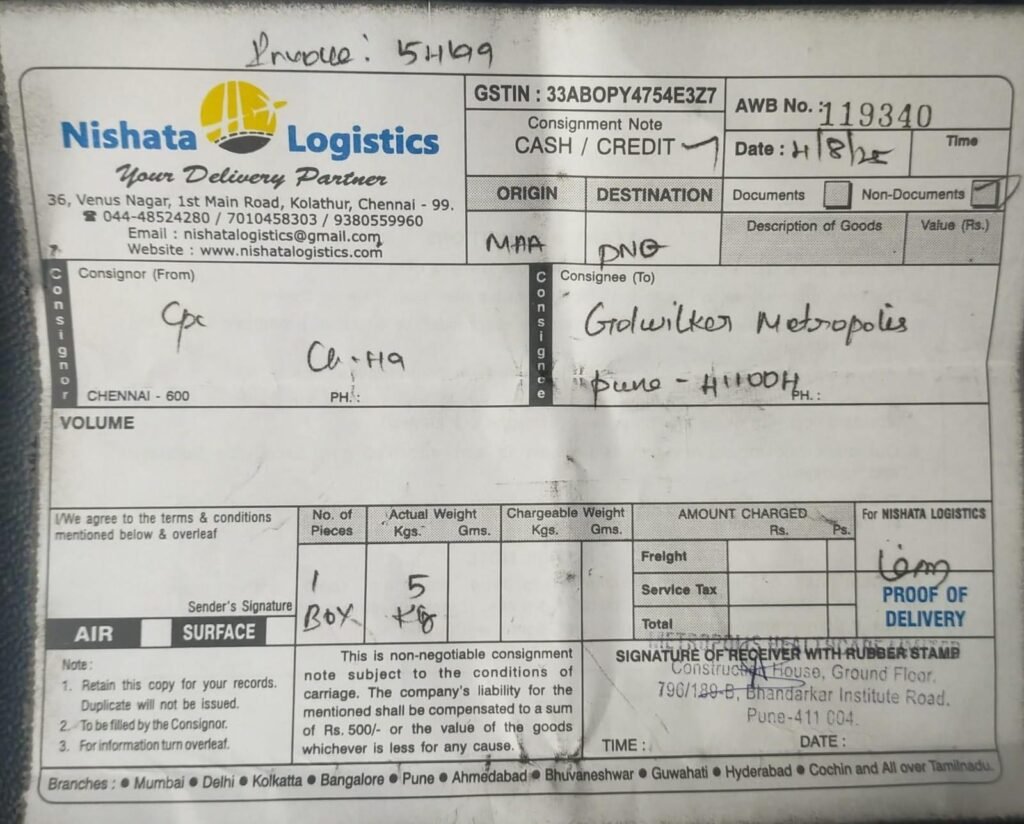 Invoice: 5499
Nishata Logistics
Your Delivery Partner
36, Venus Nagar, 1st Main Road, Kolathur, Chennai - 99.
☎ 044-48524280 / 7010458303 / 9380559960
Email : nishatalogistics@gmail.com
Website : www.nishatalogistics.com
GSTIN : 33ABOPY4754E3Z7
Consignment Note
CASH / CREDIT
AWB No. : 119340
Date : 4/8/25
Time
ORIGIN
DESTINATION
MAA
PNQ
Documents
Non-Documents
Description of Goods
Value (Rs.)
Consignor
Consignor (From)
Cpc
Ch-49
CHENNAI - 600
PH. :
Consignee
Consignee (To)
Golwilker Metropolis
Pune - 411004
PH. :
VOLUME
I/We agree to the terms & conditions
mentioned below & overleaf
Sender's Signature
AIR
SURFACE
No. of
Pieces
1
BOX
Actual Weight
Kgs. Gms.
5
Kg
Chargeable Weight
Kgs. Gms.
AMOUNT CHARGED
Rs. Ps.
Freight
Service Tax
Total
For NISHATA LOGISTICS
PROOF OF
DELIVERY
Note :
1. Retain this copy for your records.
Duplicate will not be issued.
2. To be filled by the Consignor.
3. For information turn overleaf.
This is non-negotiable consignment
note subject to the conditions of
carriage. The company's liability for the
mentioned shall be compensated to a sum
of Rs. 500/- or the value of the goods
whichever is less for any cause.
METROPOLIS HEALTHCARE LIMITED
SIGNATURE OF RECEIVER WITH RUBBER STAMP
Construction House, Ground Floor.
796/189-B, Bhandarkar Institute Road.
Pune-411 004.
TIME :
DATE :
Branches : ● Mumbai ● Delhi ● Kolkatta ● Bangalore ● Pune ● Ahmedabad ● Bhuvaneshwar ● Guwahati ● Hyderabad ● Cochin and All over Tamilnadu.